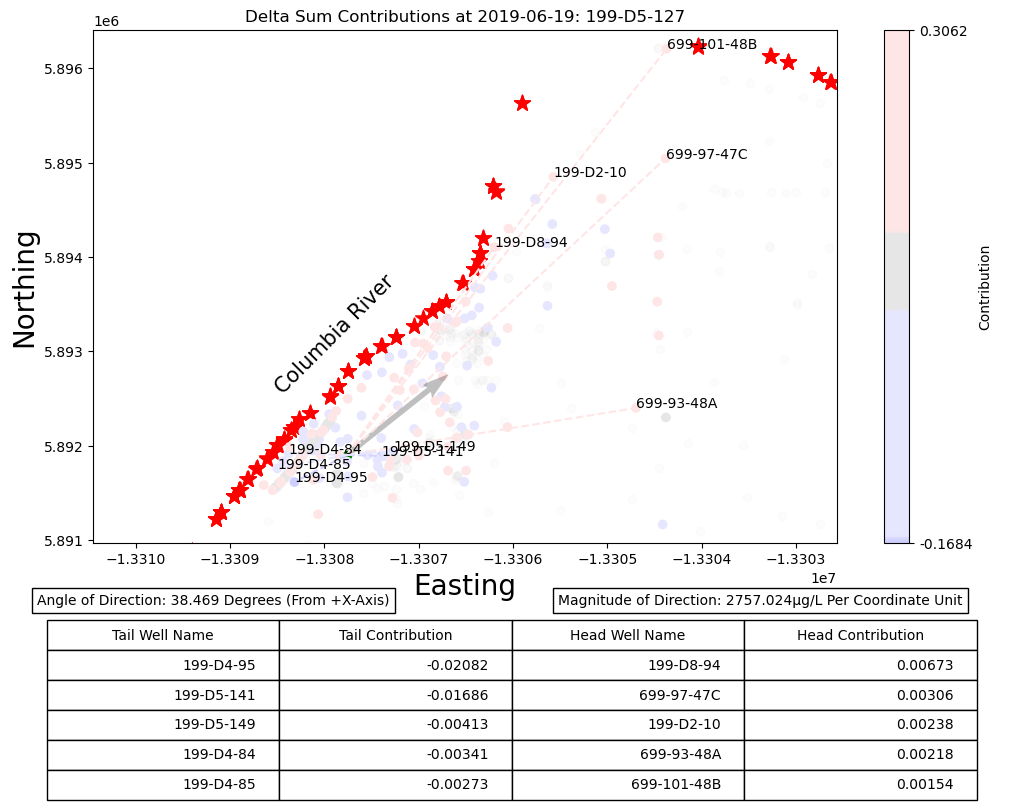 Delta Sum Contributions at 2019-06-19: 199-D5-127
1e6
0.3062
699-101-48B
5.896
5.895
699-97-47C
199-D2-10
199-D8-94
5.894
Northing
Columbia River
Contribution
5.893
699-93-48A
5.892
199-D4-84
199-D5-149
199-D5-141
199-D4-85
199-D4-95
5.891
-0.1684
−1.3310 −1.3309 −1.3308 −1.3307 −1.3306 −1.3305 −1.3304 −1.3303
1e7
Easting
Angle of Direction: 38.469 Degrees (From +X-Axis)
Magnitude of Direction: 2757.024μg/L Per Coordinate Unit
Tail Well Name Tail Contribution Head Well Name Head Contribution
199-D4-95 -0.02082 199-D8-94 0.00673
199-D5-141 -0.01686 699-97-47C 0.00306
199-D5-149 -0.00413 199-D2-10 0.00238
199-D4-84 -0.00341 699-93-48A 0.00218
199-D4-85 -0.00273 699-101-48B 0.00154